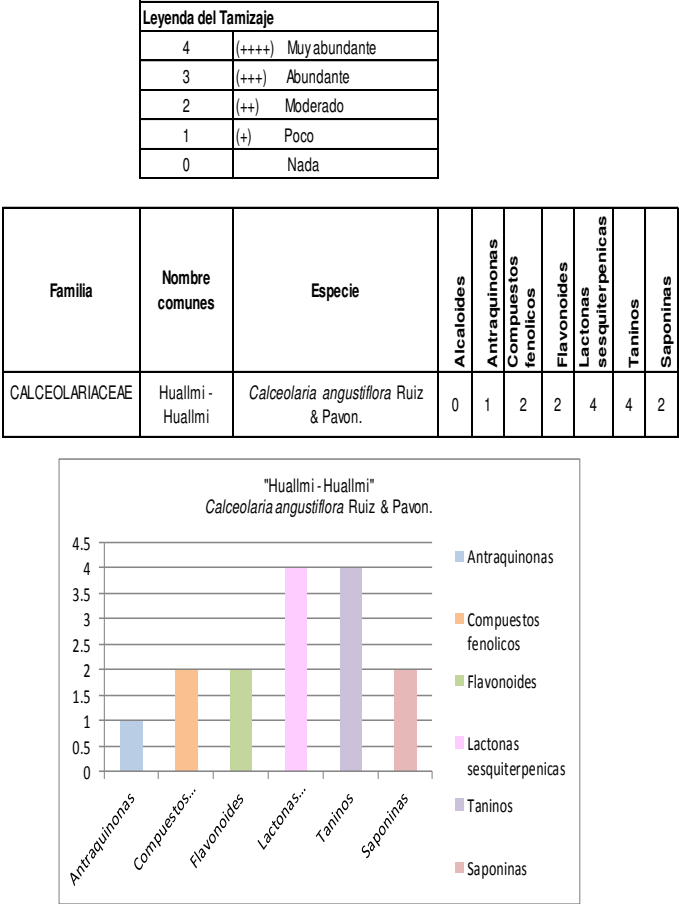 Leyenda del Tamizaje
4 (++++) Muy abundante
3 (+++) Abundante
2 (++) Moderado
1 (+) Poco
0 Nada
Familia
Nombre
comunes
Especie
Alcaloides
Antraquinonas
Compuestos
fenolicos
Flavonoides
Lactonas
sesquiterpenicas
Taninos
Saponinas
CALCEOLARIACEAE
Huallmi -
Huallmi
Calceolaria angustiflora Ruiz
& Pavon.
0 1 2 2 4 4 2
"Huallmi - Huallmi"
Calceolaria angustiflora Ruiz & Pavon.
4.5
4
3.5
3
2.5
2
1.5
1
0.5
0
Antraquinonas
Compuestos...
Flavonoides
Lactonas...
Taninos
Saponinas
Antraquinonas
Compuestos
fenolicos
Flavonoides
Lactonas
sesquiterpenicas
Taninos
Saponinas